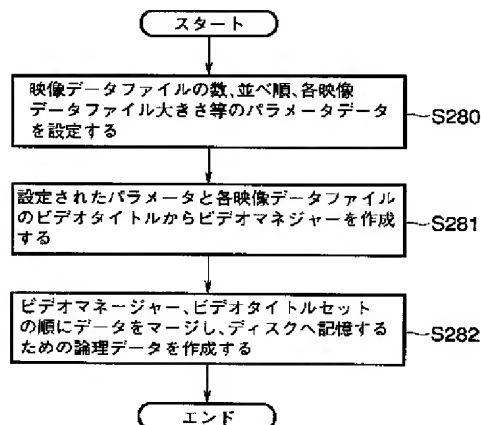 スタート
映像データファイルの数、並べ順、各映像
データファイル大きさ等のパラメータデータ
を設定する
S280
設定されたパラメータと各映像データファイル
のビデオタイトルからビデオマネジャーを作成
する
S281
ビデオマネージャー、ビデオタイトルセット
の順にデータをマージし、ディスクへ記憶する
ための論理データを作成する
S282
エンド